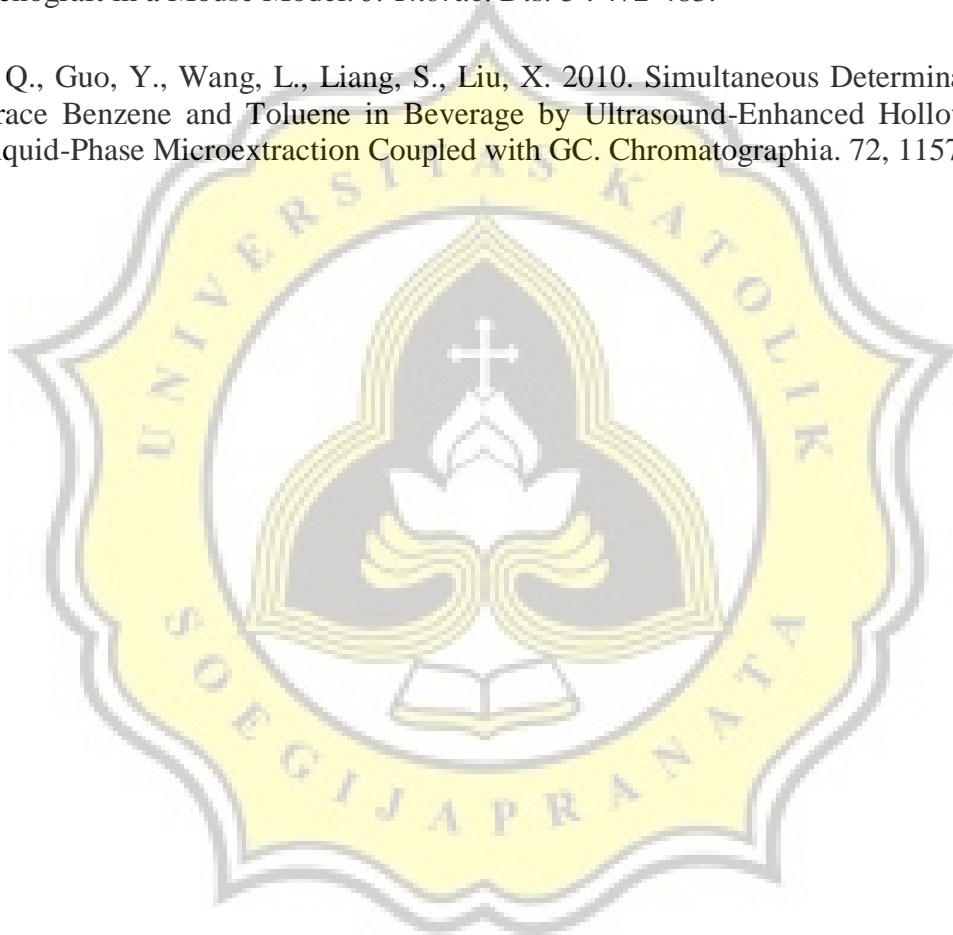 enograft in a Mouse Model. J. Thorac. Dis. 5 : 472-483.
Q., Guo, Y., Wang, L., Liang, S., Liu, X. 2010. Simultaneous Determina
race Benzene and Toluene in Beverage by Ultrasound-Enhanced Hollo
iquid-Phase Microextraction Coupled with GC. Chromatographia. 72, 1157
UNIVERSITAS KATOLIK
SOEGIJAPRANATA